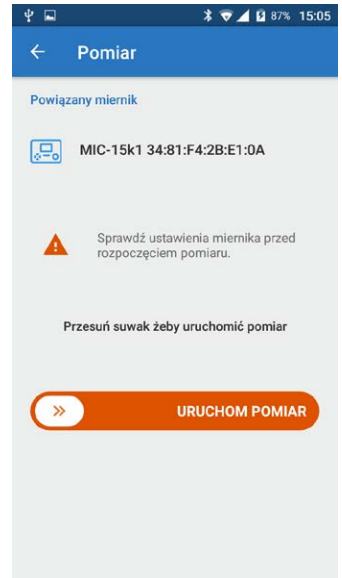 87% 15:05
Pomiar
Powiązany miernik
MIC-15k1 34:81:F4:2B:E1:0A
Sprawdź ustawienia miernika przed
rozpoczęciem pomiaru.
Przesuń suwak żeby uruchomić pomiar
URUCHOM POMIAR